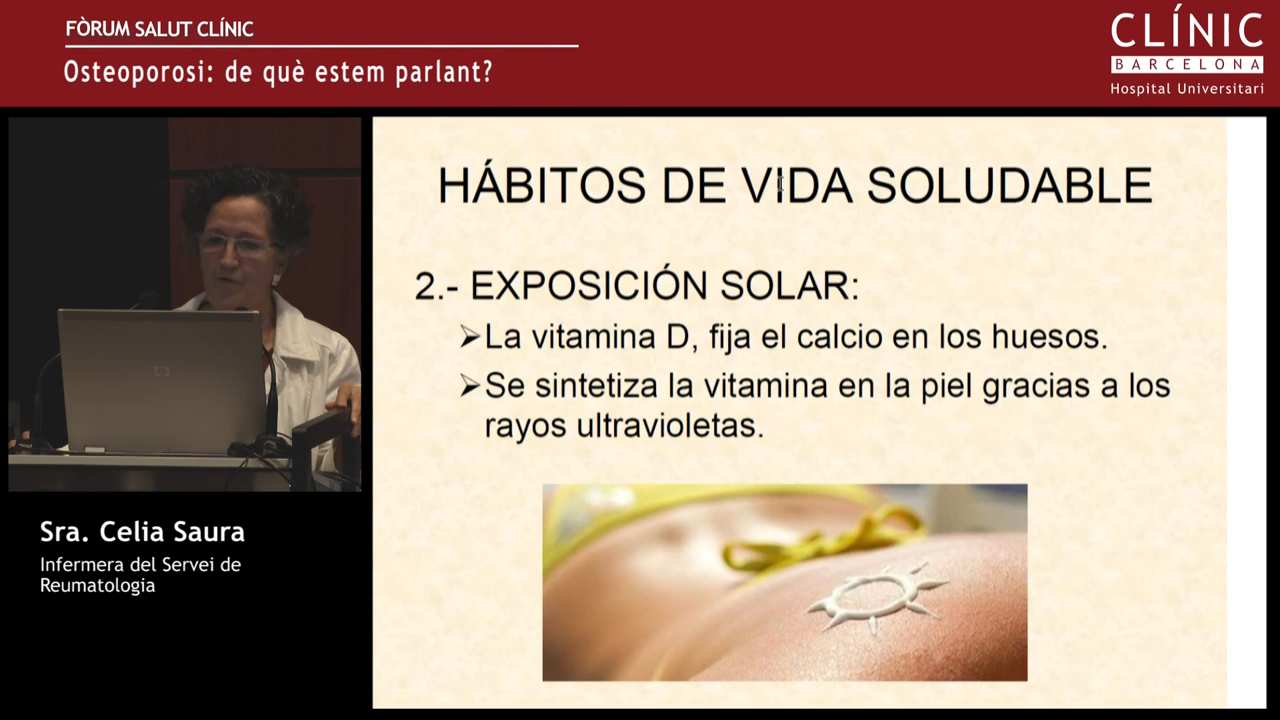 FÒRUM SALUT CLÍNIC
Osteoporosi: de què estem parlant?
CLÍNIC
BARCELONA
Hospital Universitari
HÁBITOS DE VIDA SOLUDABLE
2.- EXPOSICIÓN SOLAR:
La vitamina D, fija el calcio en los huesos.
Se sintetiza la vitamina en la piel gracias a los
rayos ultravioletas.
Sra. Celia Saura
Infermera del Servei de
Reumatologia
hp